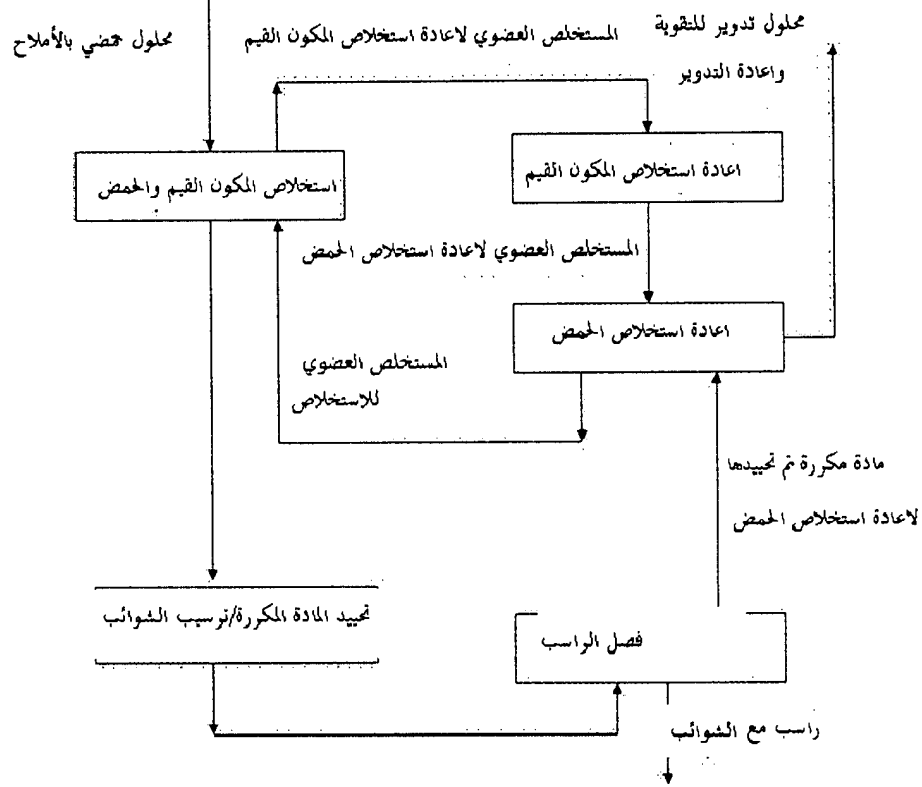 محلول حمضي بالأملاح
المستخلص العضوي لاعادة استخلاص المكون القيم
محلول تدوير للتقوية
واعادة التدوير
استخلاص المكون القيم والحمض
اعادة استخلاص المكون القيم
المستخلص العضوي لاعادة استخلاص الحمض
اعادة استخلاص الحمض
المستخلص العضوي
للاستخلاص
مادة مكررة تم تحييدها
لاعادة استخلاص الحمض
تحييد المادة المكررة/ترسيب الشوائب
فصل الراسب
راسب مع الشوائب